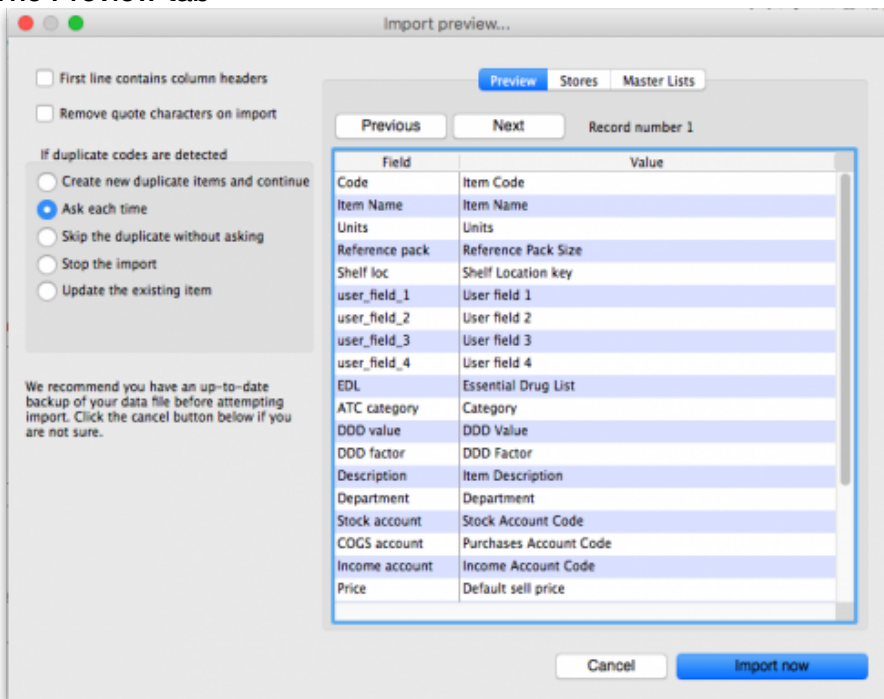 The Preview tab
Import preview...
First line contains column headers
Remove quote characters on import
If duplicate codes are detected
Create new duplicate items and continue
Ask each time
Skip the duplicate without asking
Stop the import
Update the existing item
We recommend you have an up-to-date
backup of your data file before attempting
import. Click the cancel button below if you
are not sure.
Preview Stores Master Lists
Previous Next Record number 1
Field Value
Code Item Code
Item Name Item Name
Units Units
Reference pack Reference Pack Size
Shelf loc Shelf Location key
user_field_1 User field 1
user_field_2 User field 2
user_field_3 User field 3
user_field_4 User field 4
EDL Essential Drug List
ATC category Category
DDD value DDD Value
DDD factor DDD Factor
Description Item Description
Department Department
Stock account Stock Account Code
COGS account Purchases Account Code
Income account Income Account Code
Price Default sell price
Cancel Import now